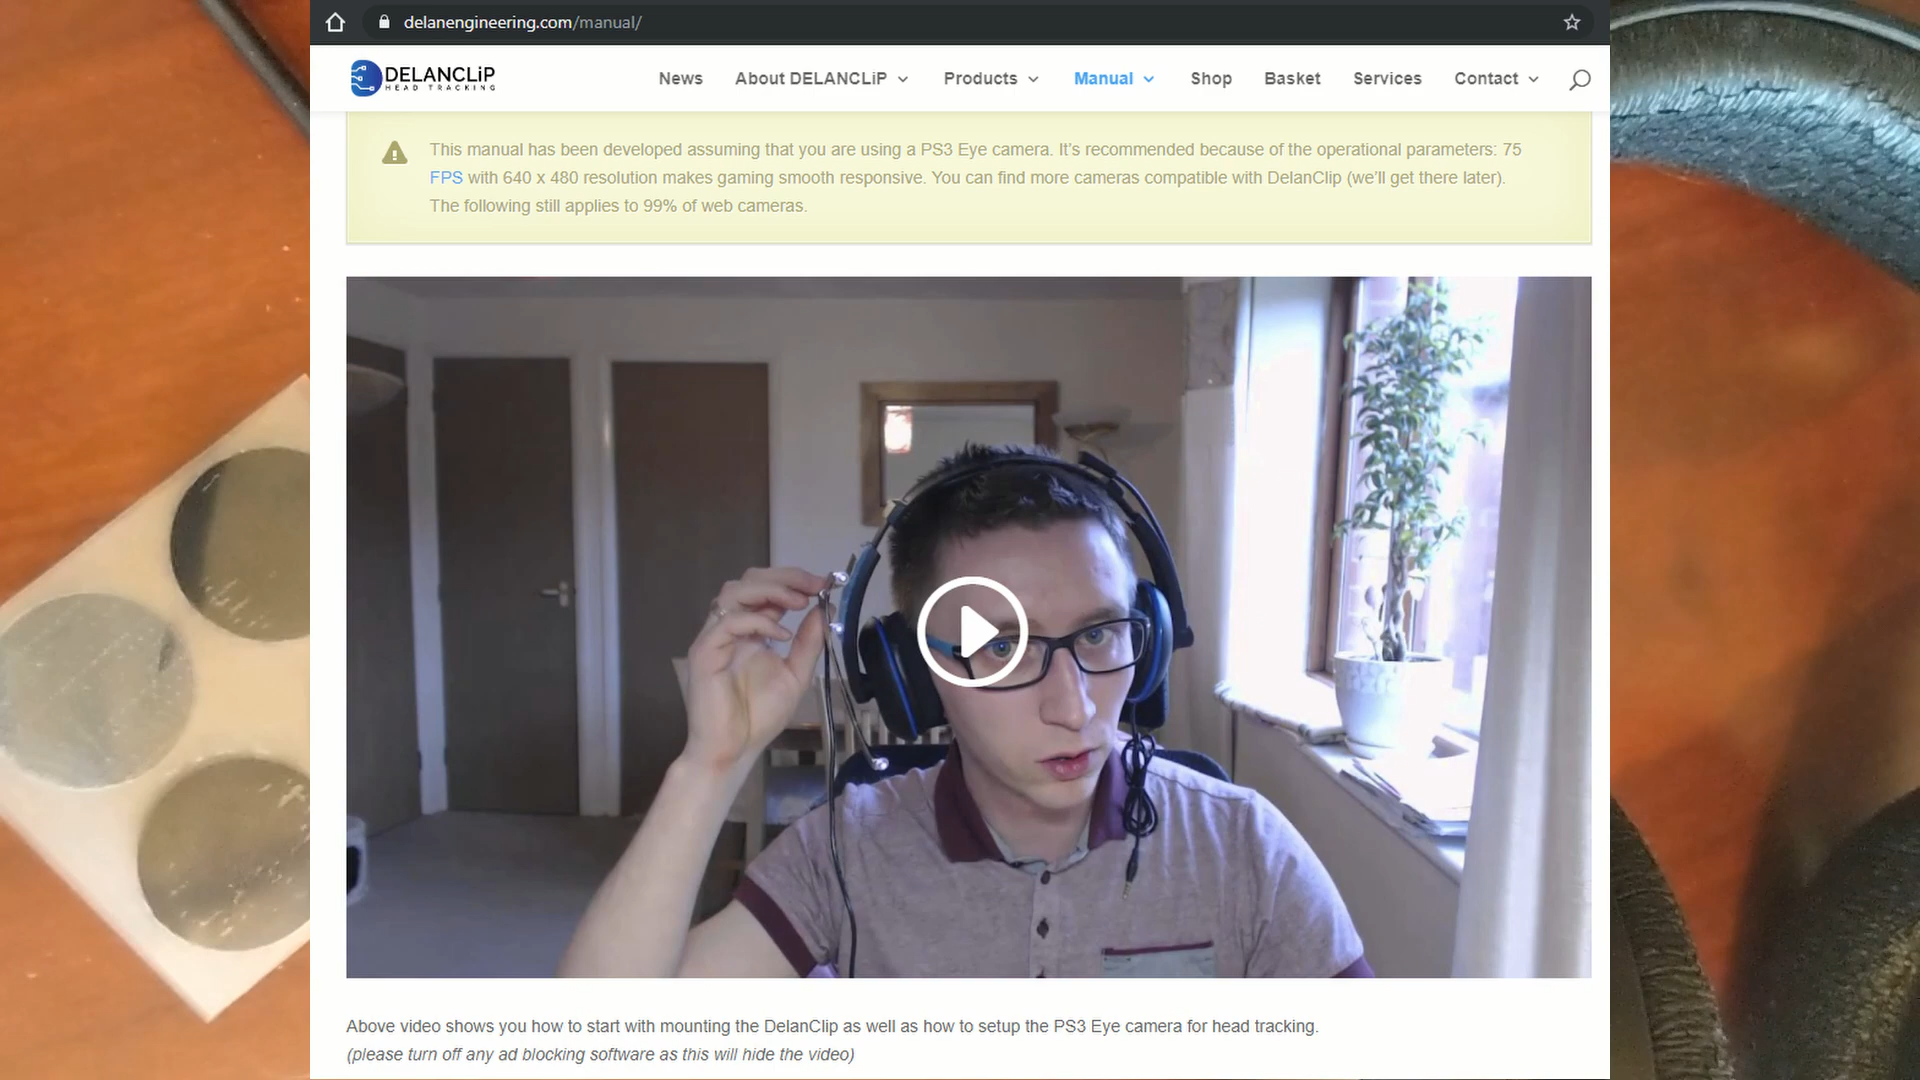 delanengineering.com/manual/
DELANCLiP
HEAD TRACKING
News
About DELANCLiP
Products
Manual
Shop
Basket
Services
Contact
This manual has been developed assuming that you are using a PS3 Eye camera. It’s recommended because of the operational parameters: 75
FPS with 640 x 480 resolution makes gaming smooth responsive. You can find more cameras compatible with DelanClip (we’ll get there later).
The following still applies to 99% of web cameras.
Above video shows you how to start with mounting the DelanClip as well as how to setup the PS3 Eye camera for head tracking.
(please turn off any ad blocking software as this will hide the video)